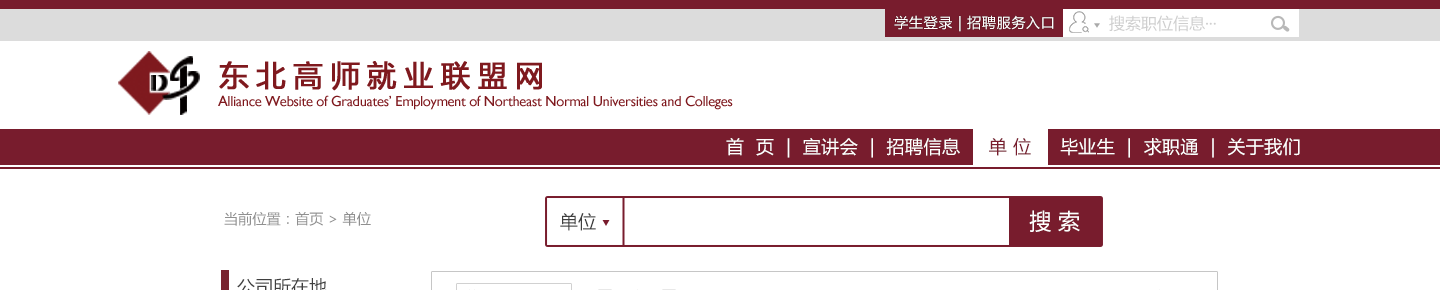 学生登录 | 招聘服务入口
搜索职位信息···
东北高师就业联盟网
Alliance Website of Graduates' Employment of Northeast Normal Universities and Colleges
首 页 | 宣讲会 | 招聘信息 单 位 毕业生 | 求职通 | 关于我们
当前位置 : 首页 > 单位
单位
搜 索
公司所在地